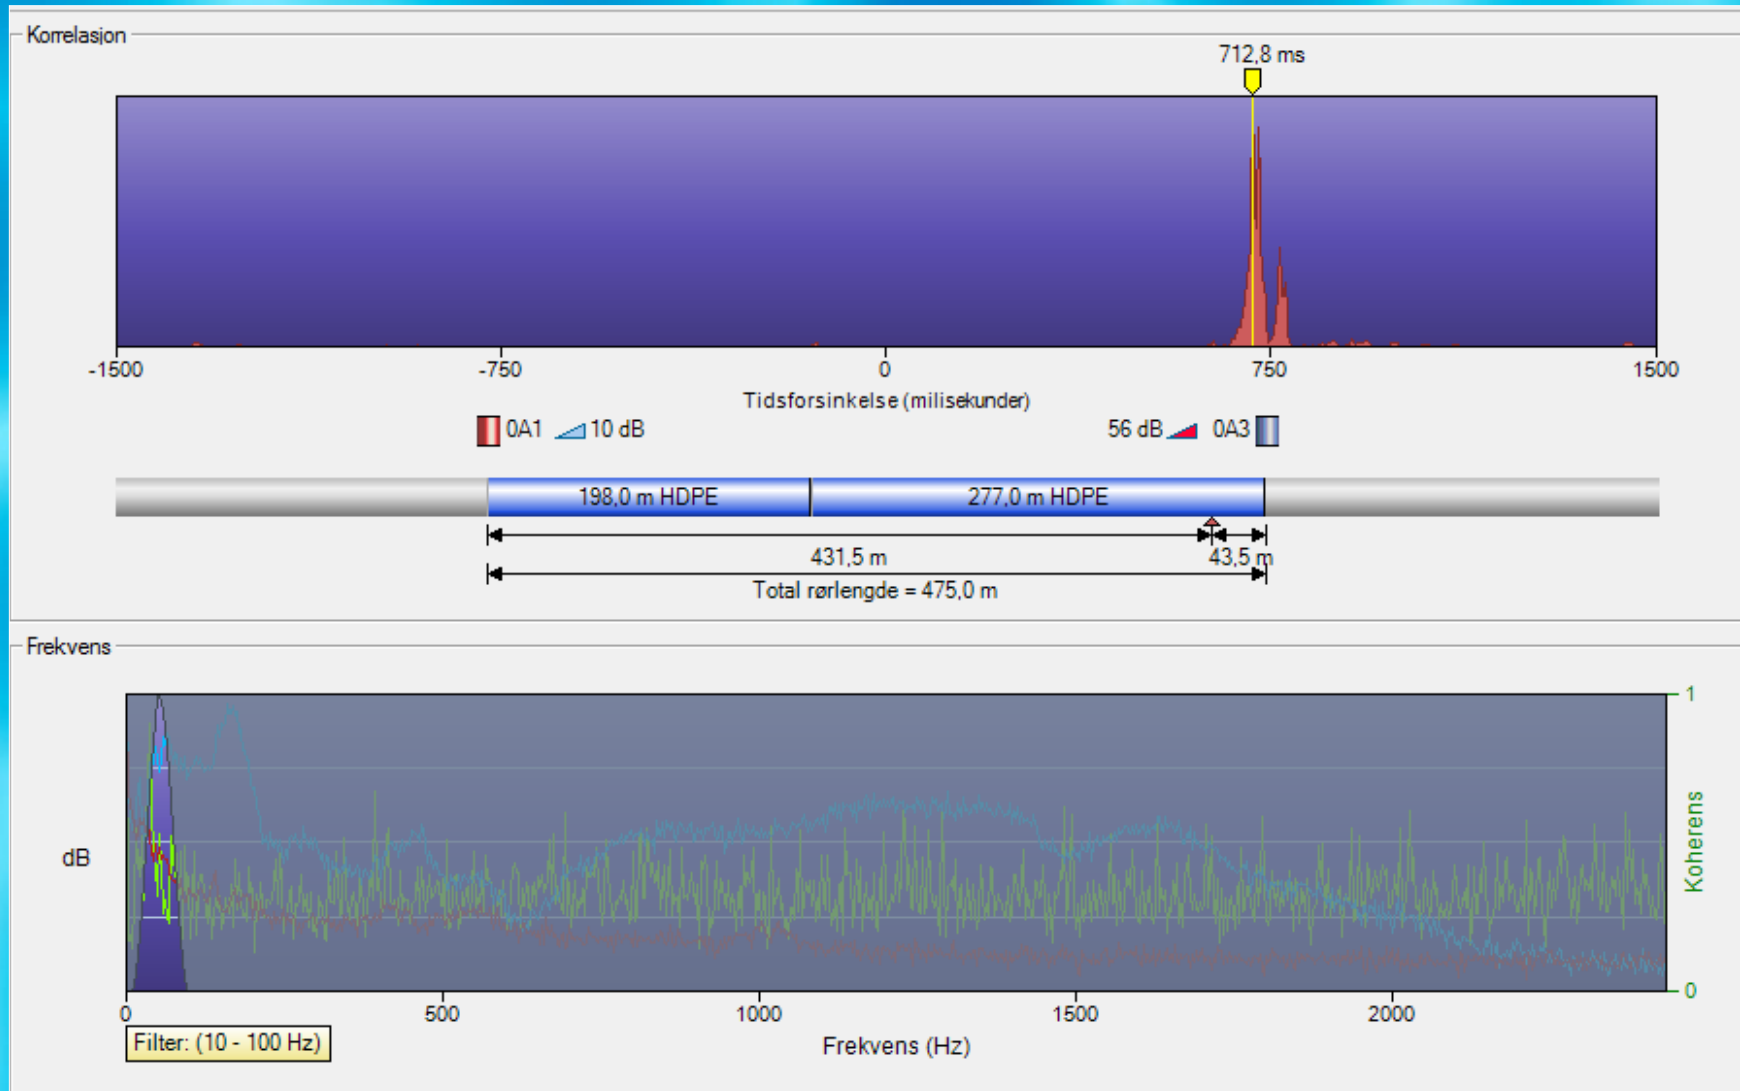 Korrelasjon
712,8 ms
-1500 -750 0 750 1500
Tidsforsinkelse (milisekunder)
0A1 10 dB 56 dB 0A3
198,0 m HDPE 277,0 m HDPE
431,5 m 43,5 m
Total rørlengde = 475,0 m
Frekvens
1
dB
Koherens
0
0 500 1000 1500 2000
Filter: (10 - 100 Hz)
Frekvens (Hz)